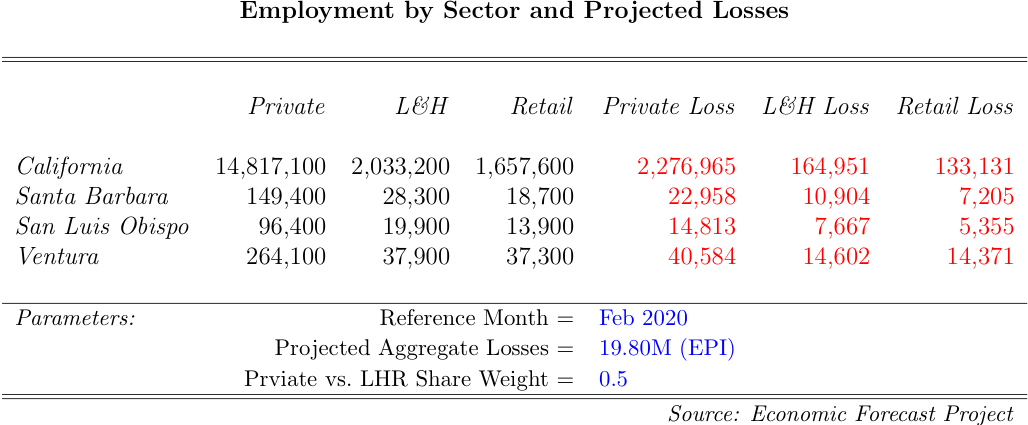 Employment by Sector and Projected Losses
Private L&H Retail Private Loss L&H Loss Retail Loss
California 14,817,100 2,033,200 1,657,600 2,276,965 164,951 133,131
Santa Barbara 149,400 28,300 18,700 22,958 10,904 7,205
San Luis Obispo 96,400 19,900 13,900 14,813 7,667 5,355
Ventura 264,100 37,900 37,300 40,584 14,602 14,371
Parameters: Reference Month = Feb 2020
Projected Aggregate Losses = 19.80M (EPI)
Prviate vs. LHR Share Weight = 0.5
Source: Economic Forecast Project